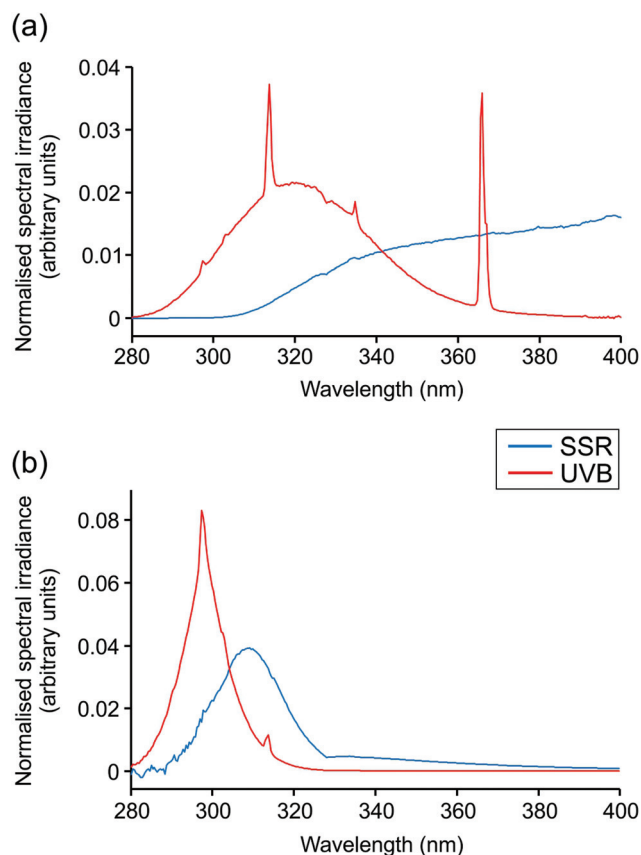 (a)
Normalised spectral irradiance
(arbitrary units)
0.04
0.03
0.02
0.01
0
280 300 320 340 360 380 400
Wavelength (nm)
SSR
UVB
(b)
Normalised spectral irradiance
(arbitrary units)
0.08
0.06
0.04
0.02
0
280 300 320 340 360 380 400
Wavelength (nm)